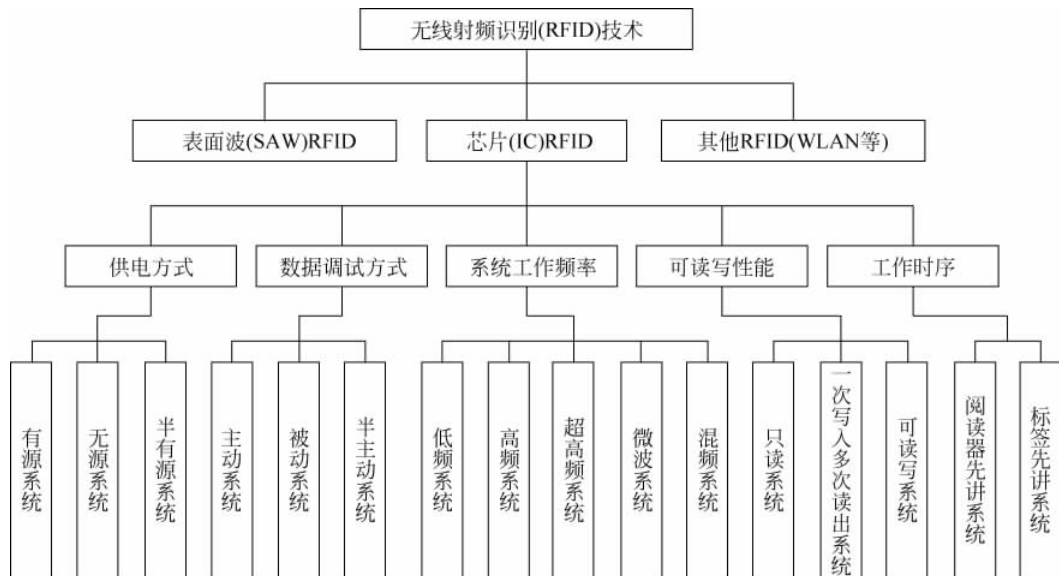 无线射频识别(RFID)技术
表面波(SAW)RFID
芯片(IC)RFID
其他RFID(WLAN等)
供电方式
数据调试方式
系统工作频率
可读写性能
工作时序
有源系统
无源系统
半有源系统
主动系统
被动系统
半主动系统
低频系统
高频系统
超高频系统
微波系统
混频系统
只读系统
一次写入多次读出系统
可读写系统
阅读器先讲系统
标签先讲系统